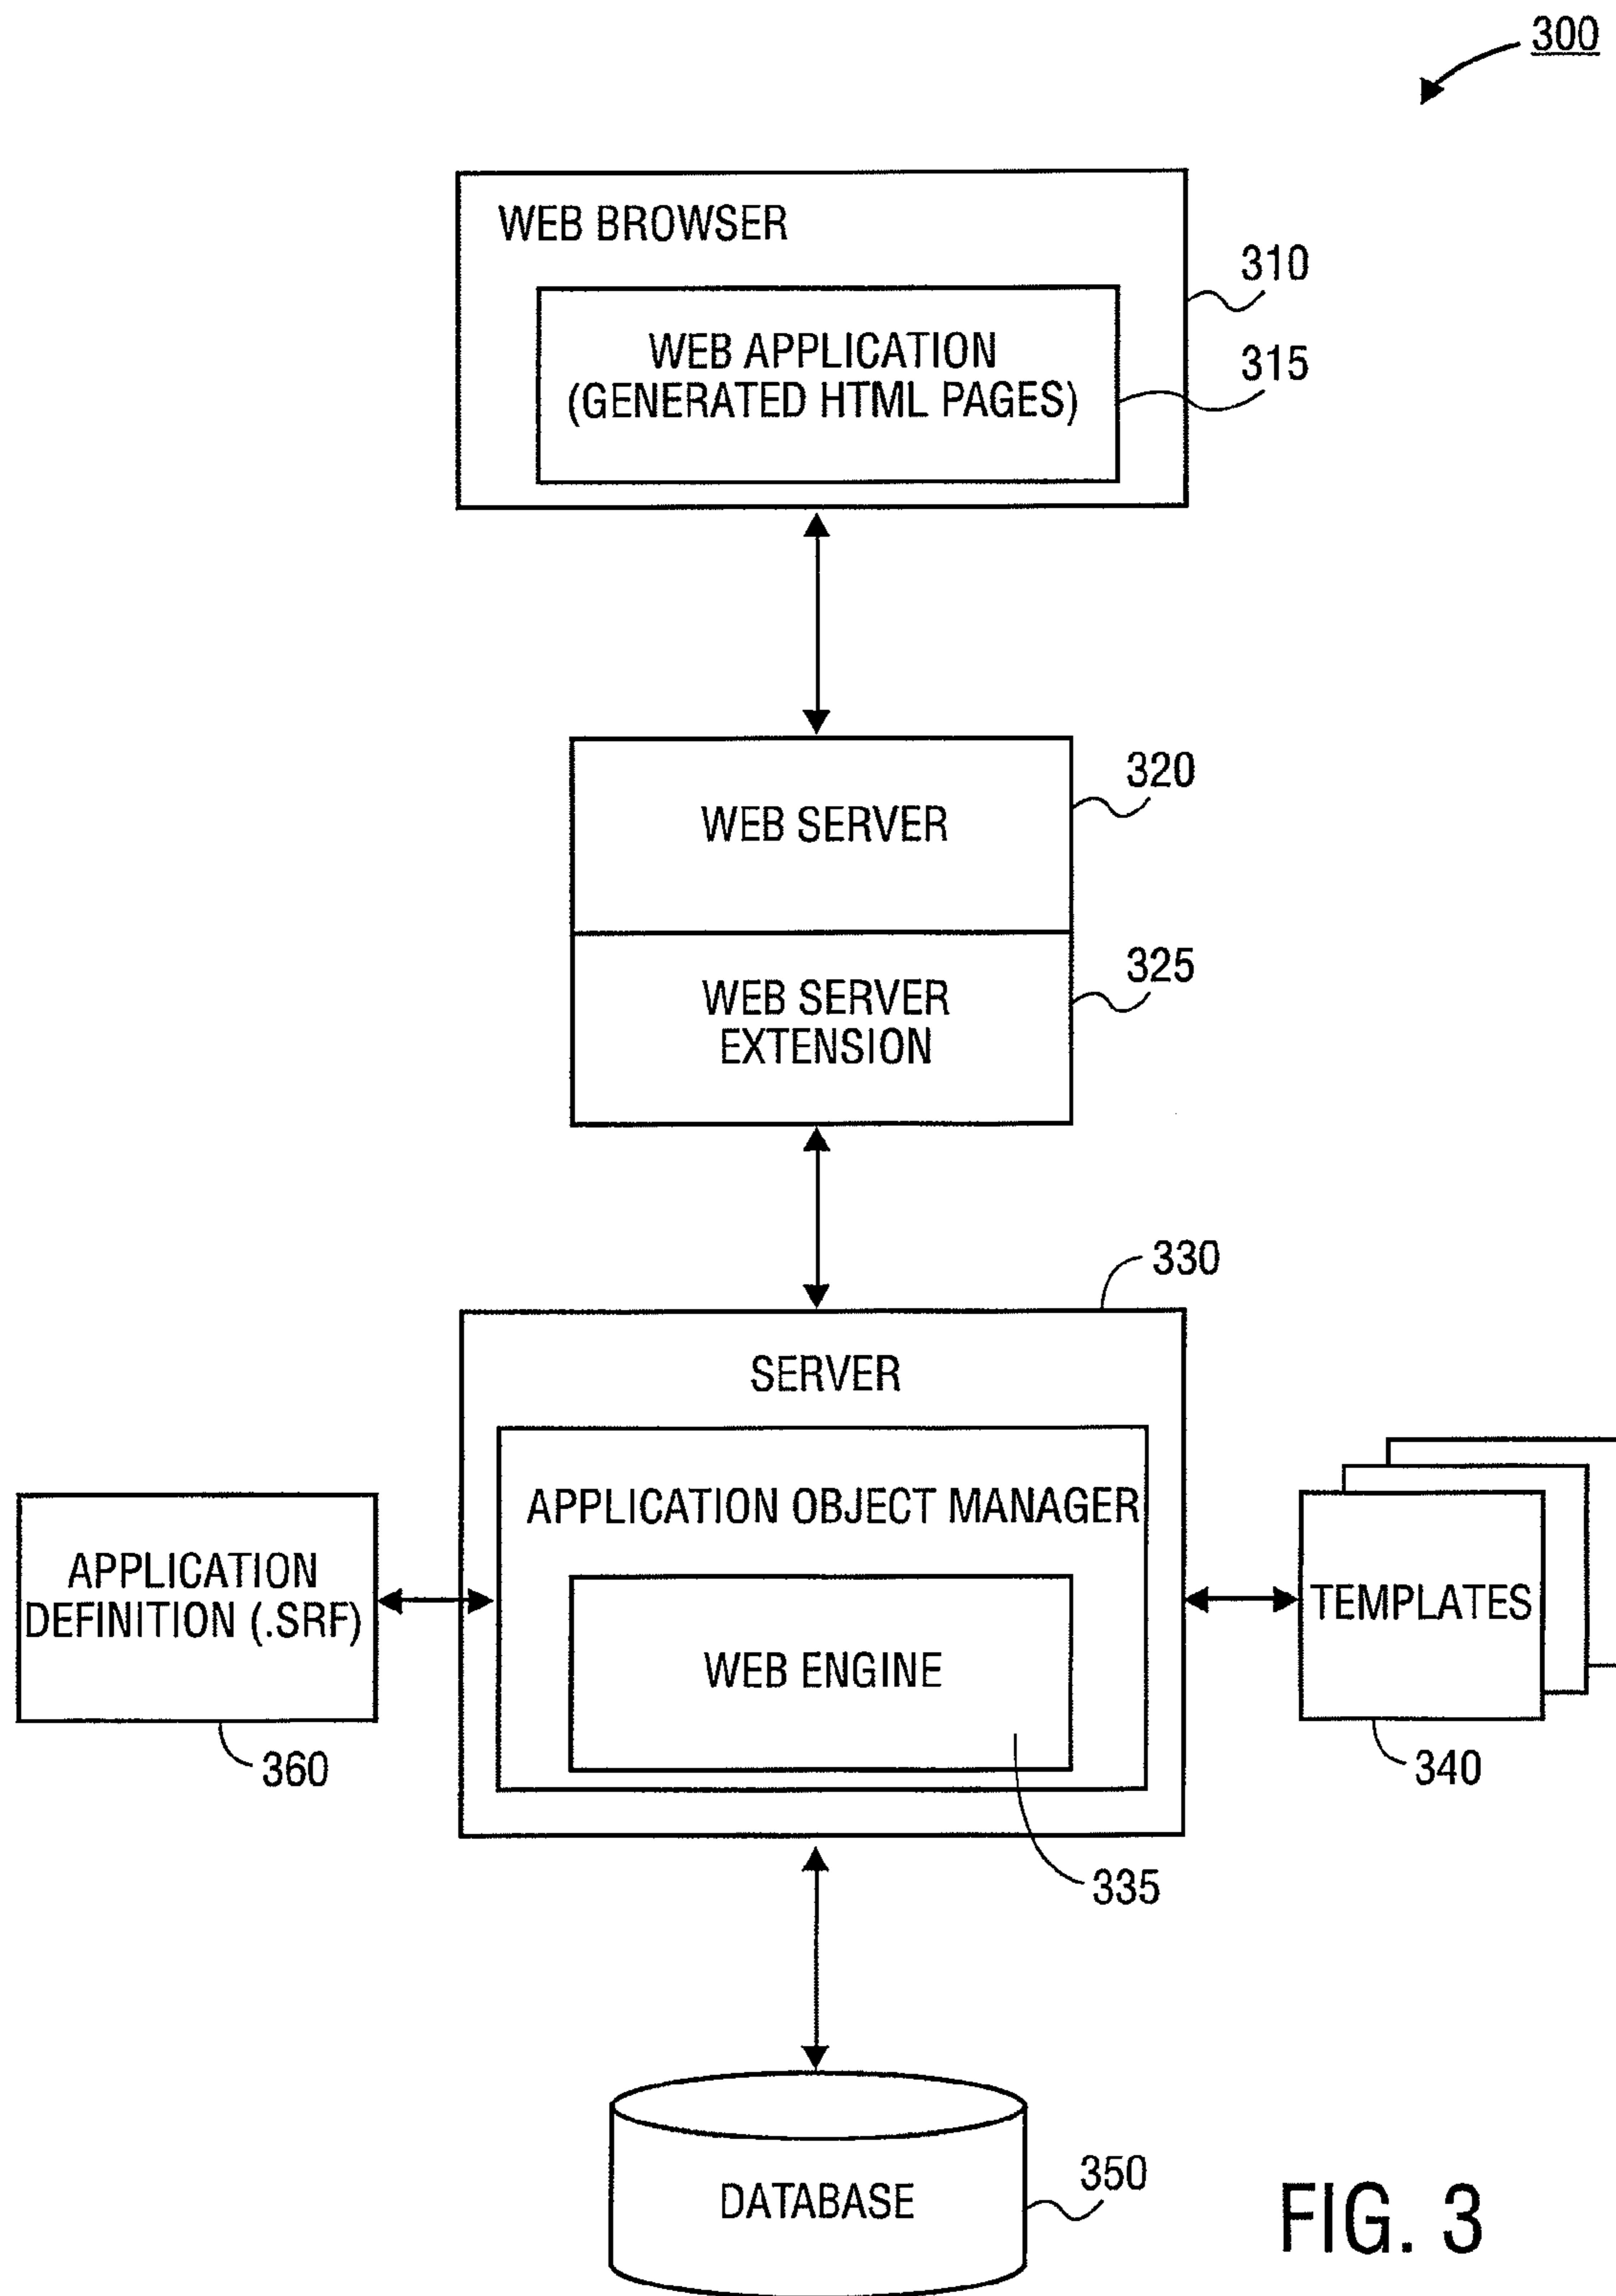 300
WEB BROWSER
310
WEB APPLICATION
(GENERATED HTML PAGES)
315
WEB SERVER
320
WEB SERVER
EXTENSION
325
330
SERVER
APPLICATION OBJECT MANAGER
WEB ENGINE
335
APPLICATION
DEFINITION (.SRF)
360
TEMPLATES
340
DATABASE
350
FIG. 3